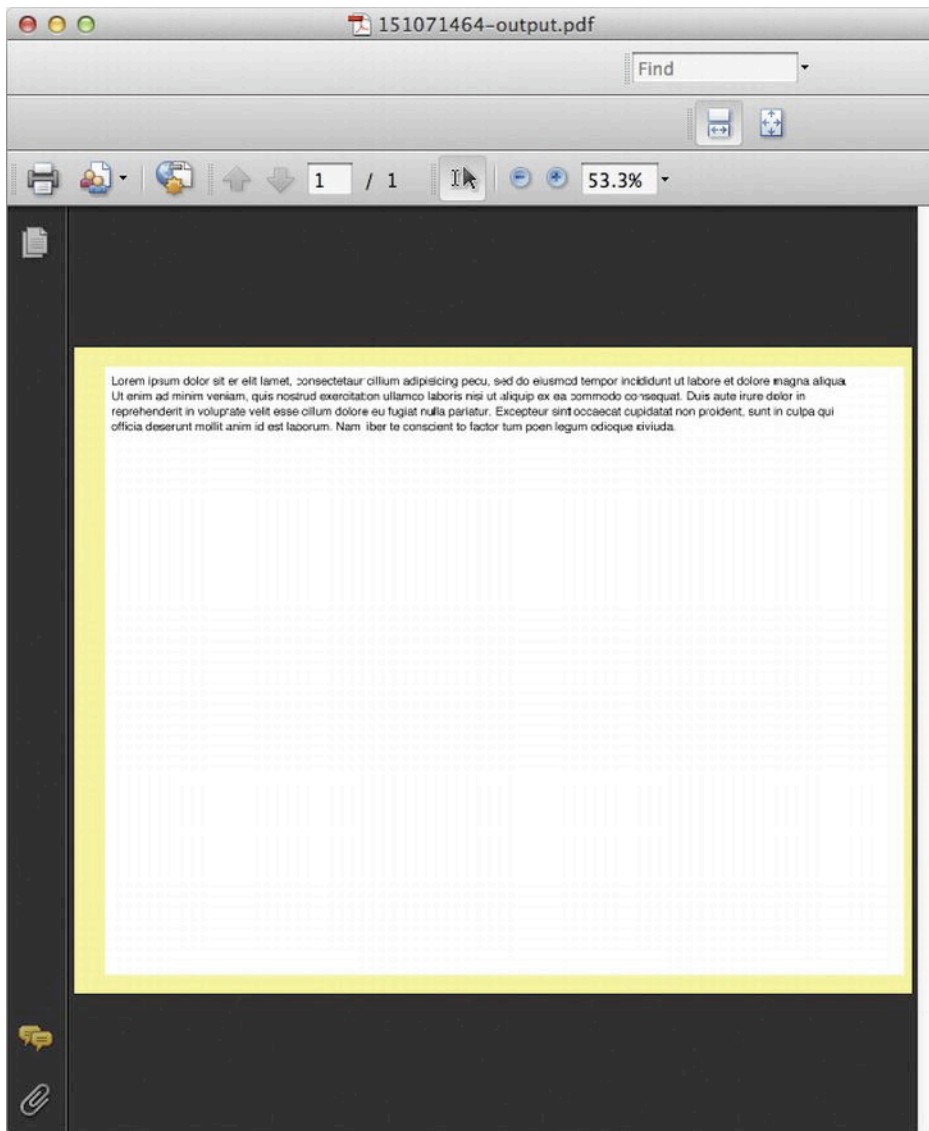 151071464-output.pdf
Find
1 / 1 53.3%
Lorem ipsum dolor sit er elit lamet, consectetaur cillium adipisicing pecu, sed do eiusmod tempor incididunt ut labore et dolore magna aliqua.
Ut enim ad minim veniam, quis nostrud exercitation ullamco laboris nisi ut aliquip ex ea commodo consequat. Duis aute irure dolor in
reprehenderit in voluptate velit esse cillum dolore eu fugiat nulla pariatur. Excepteur sint occaecat cupidatat non proident, sunt in culpa qui
officia deserunt mollit anim id est laborum. Nam liber te conscient to factor tum poen legum odioque civiuda.